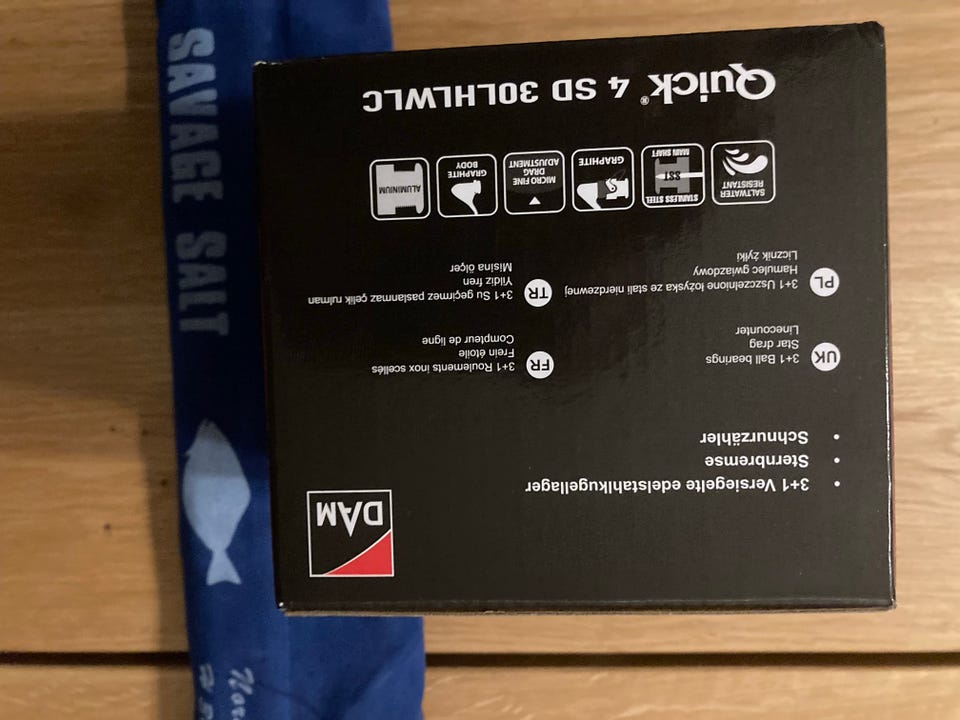 DAM
• 3+1 Versiegelte edelstahlkugellager
• Sternbremse
• Schnurzähler
UK
3+1 Ball bearings
Star drag
Linecounter
FR
3+1 Roulements inox scellés
Frein étoile
Compteur de ligne
PL
3+1 Uszczelnione łożyska ze stali nierdzewnej
Hamulec gwiazdowy
Licznik żyłki
TR
3+1 Su geçirmez paslanmaz çelik rulman
Yildiz fren
Misina ölçer
SALTWATER
RESISTANT
STAINLESS STEEL
SST
MAIN SHAFT
GRAPHITE
MICRO FINE
DRAG
ADJUSTMENT
GRAPHITE
BODY
ALUMINIUM
Quick® 4 SD 30LHLWLC
SAVAGE SALT